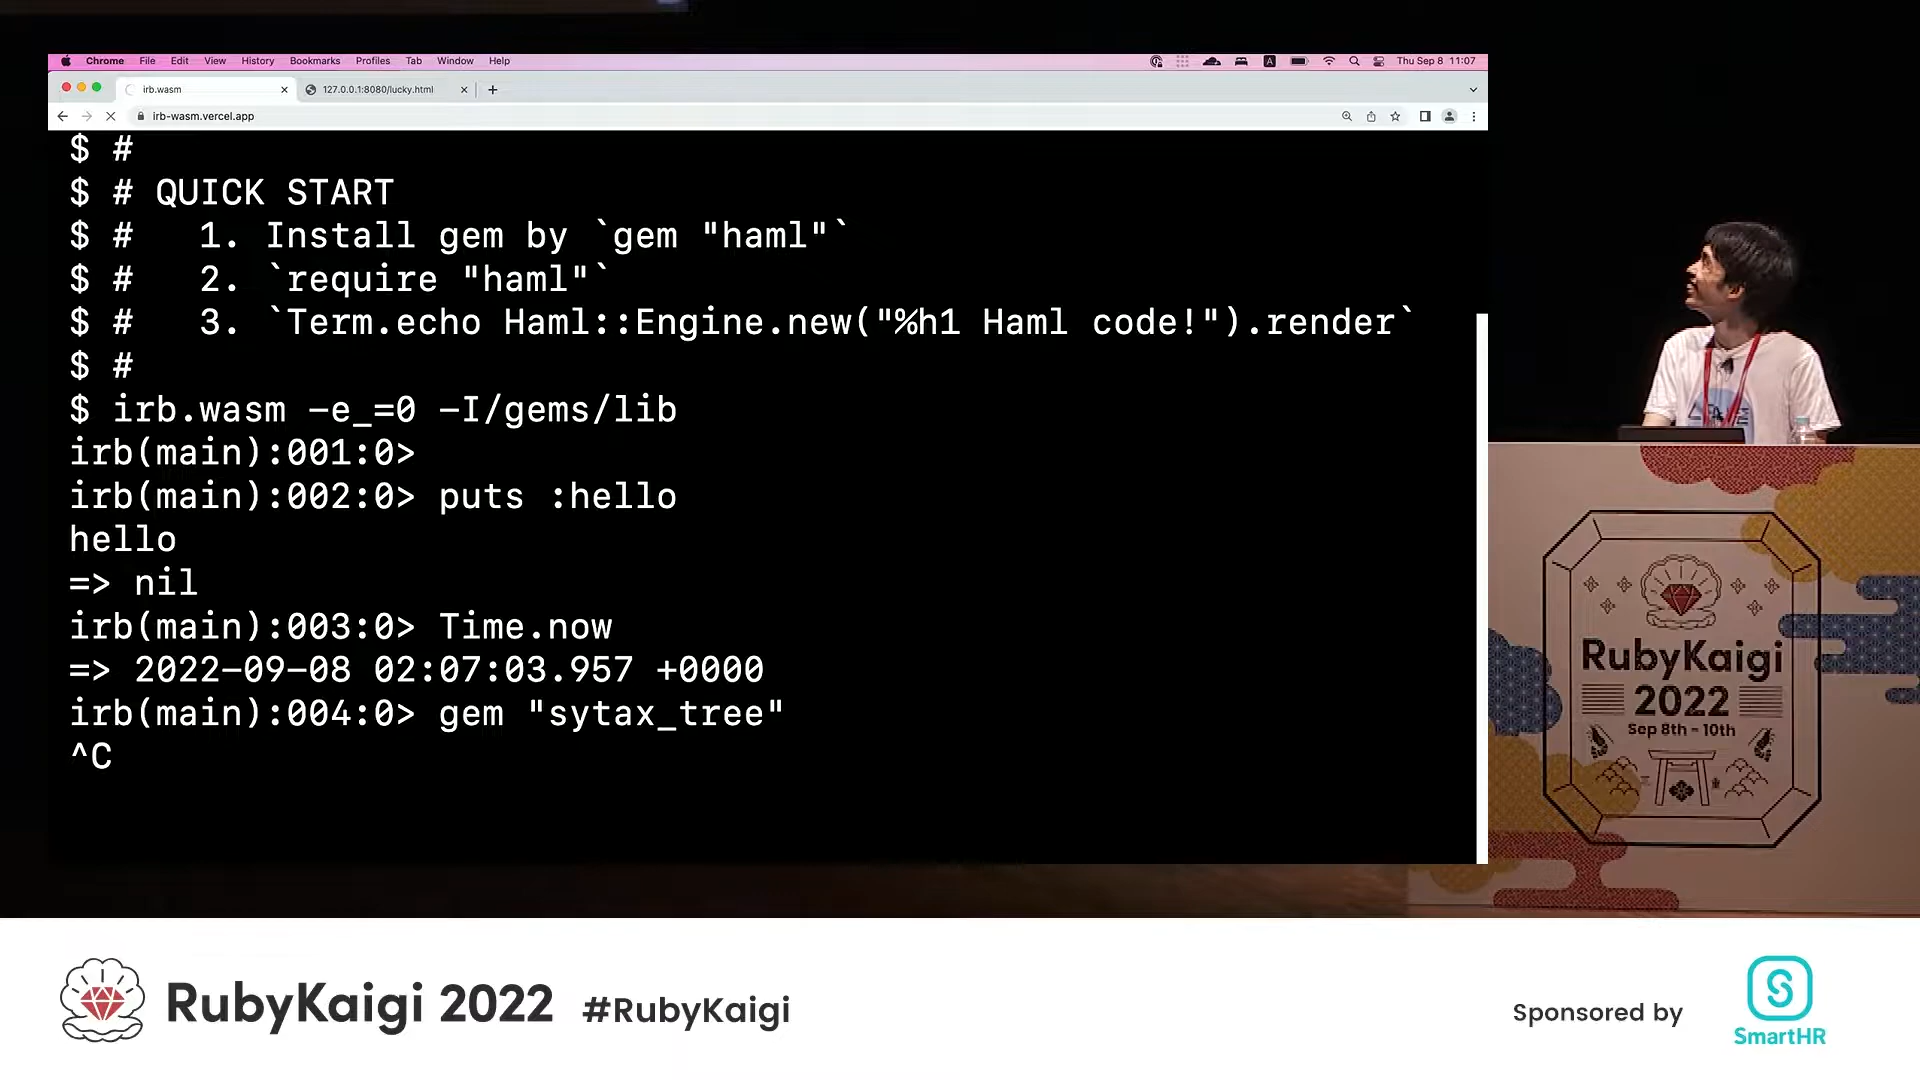 Chrome File Edit View History Bookmarks Profiles Tab Window Help
A
Thu Sep 8 11:07
irb.wasm
127.0.0.1:8080/lucky.html
irb-wasm.vercel.app
$ #
$ # QUICK START
$ #   1. Install gem by `gem "haml"`
$ #   2. `require "haml"`
$ #   3. `Term.echo Haml::Engine.new("%h1 Haml code!").render`
$ #
$ irb.wasm -e_=0 -I/gems/lib
irb(main):001:0>
irb(main):002:0> puts :hello
hello
=> nil
irb(main):003:0> Time.now
=> 2022-09-08 02:07:03.957 +0000
irb(main):004:0> gem "sytax_tree"
^C
RubyKaigi
2022
Sep 8th - 10th
RubyKaigi 2022 #RubyKaigi
Sponsored by
SmartHR